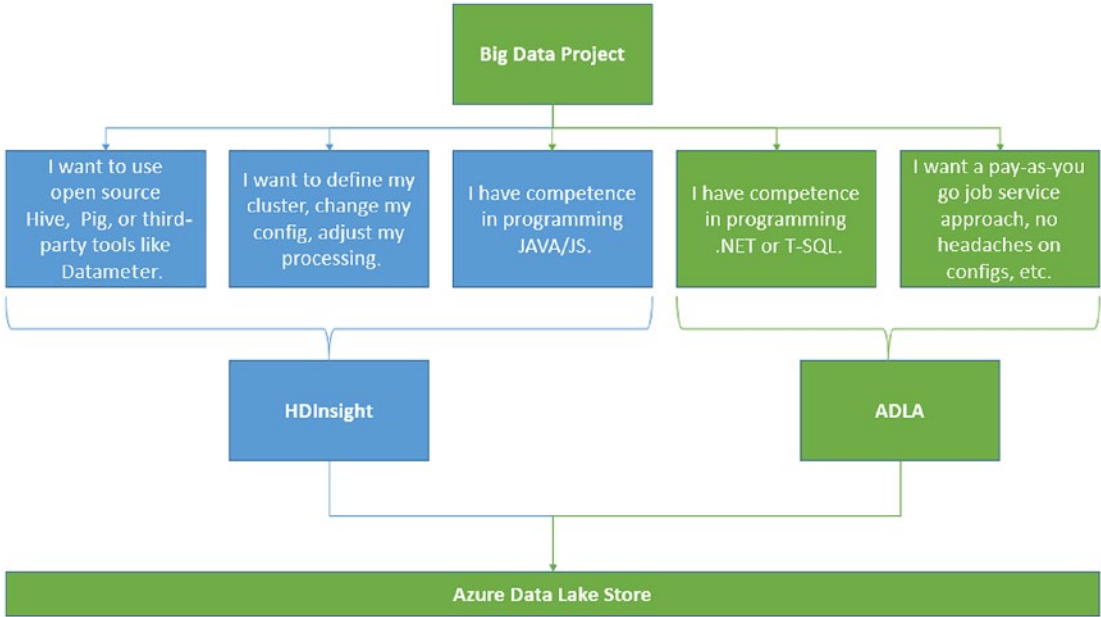 Big Data Project
I want to use
open source
Hive, Pig, or third-
party tools like
Datameter.
I want to define my
cluster, change my
config, adjust my
processing.
I have competence
in programming
JAVA/JS.
I have competence
in programming
.NET or T-SQL.
I want a pay-as-you
go job service
approach, no
headaches on
configs, etc.
HDInsight
ADLA
Azure Data Lake Store